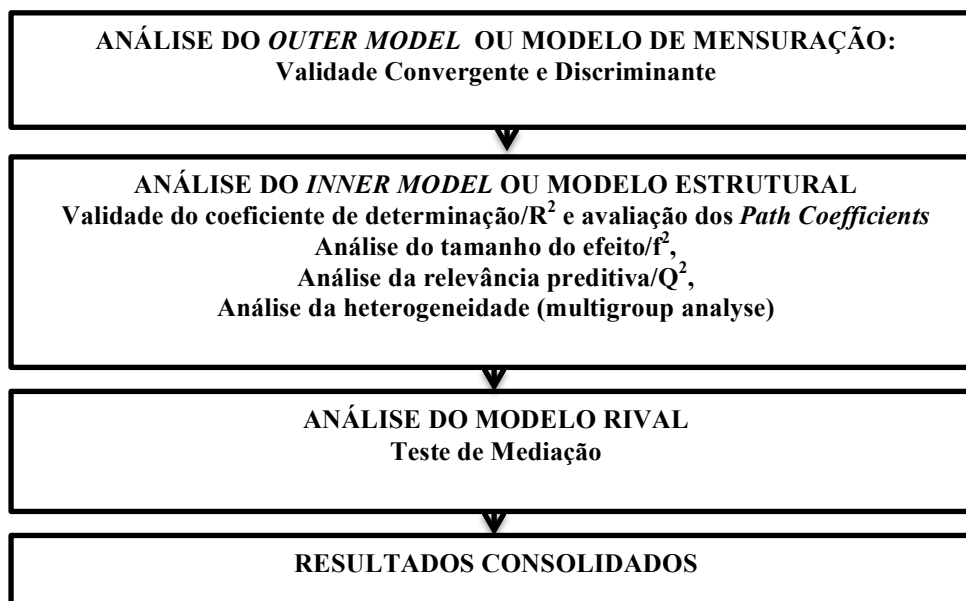 ANÁLISE DO OUTER MODEL OU MODELO DE MENSURAÇÃO:
Validade Convergente e Discriminante
ANÁLISE DO INNER MODEL OU MODELO ESTRUTURAL
Validade do coeficiente de determinação/R² e avaliação dos Path Coefficients
Análise do tamanho do efeito/f²,
Análise da relevância preditiva/Q²,
Análise da heterogeneidade (multigroup analyse)
ANÁLISE DO MODELO RIVAL
Teste de Mediação
RESULTADOS CONSOLIDADOS